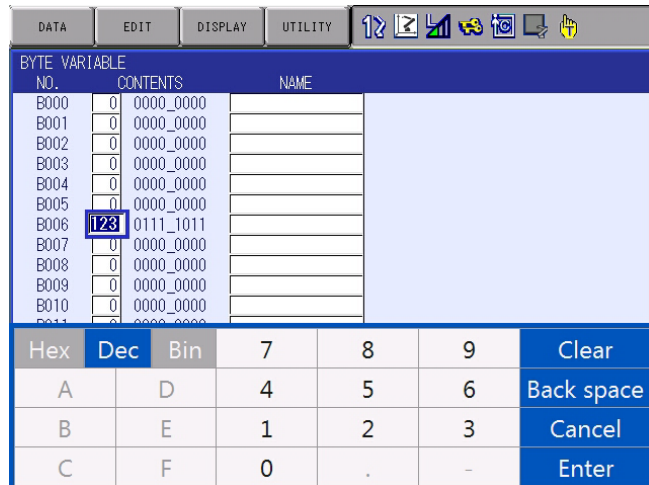 DATA EDIT DISPLAY UTILITY
BYTE VARIABLE
NO. CONTENTS NAME
B000 0 0000_0000
B001 0 0000_0000
B002 0 0000_0000
B003 0 0000_0000
B004 0 0000_0000
B005 0 0000_0000
B006 123 0111_1011
B007 0 0000_0000
B008 0 0000_0000
B009 0 0000_0000
B010 0 0000_0000
B011 0 0000_0000
Hex Dec Bin 7 8 9 Clear
A D 4 5 6 Back space
B E 1 2 3 Cancel
C F 0 . - Enter